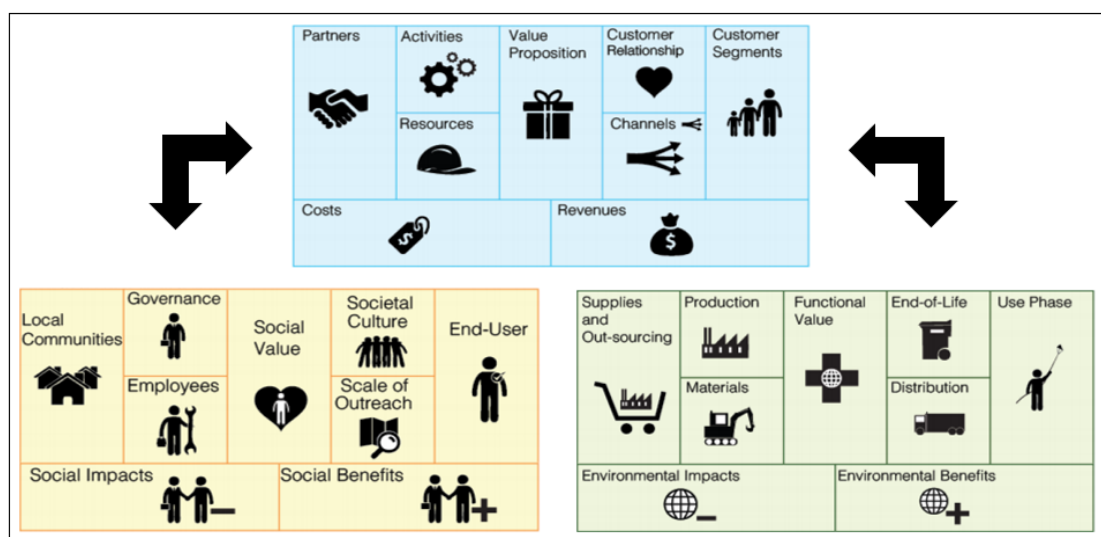 Partners
Activities
Value
Proposition
Customer
Relationship
Customer
Segments
Resources
Channels
Costs
$
Revenues
$
Local
Communities
Governance
Employees
Social
Value
Societal
Culture
Scale of
Outreach
End-User
Social Impacts
Social Benefits
Supplies
and
Out-sourcing
Production
Materials
Functional
Value
End-of-Life
Distribution
Use Phase
Environmental Impacts
Environmental Benefits